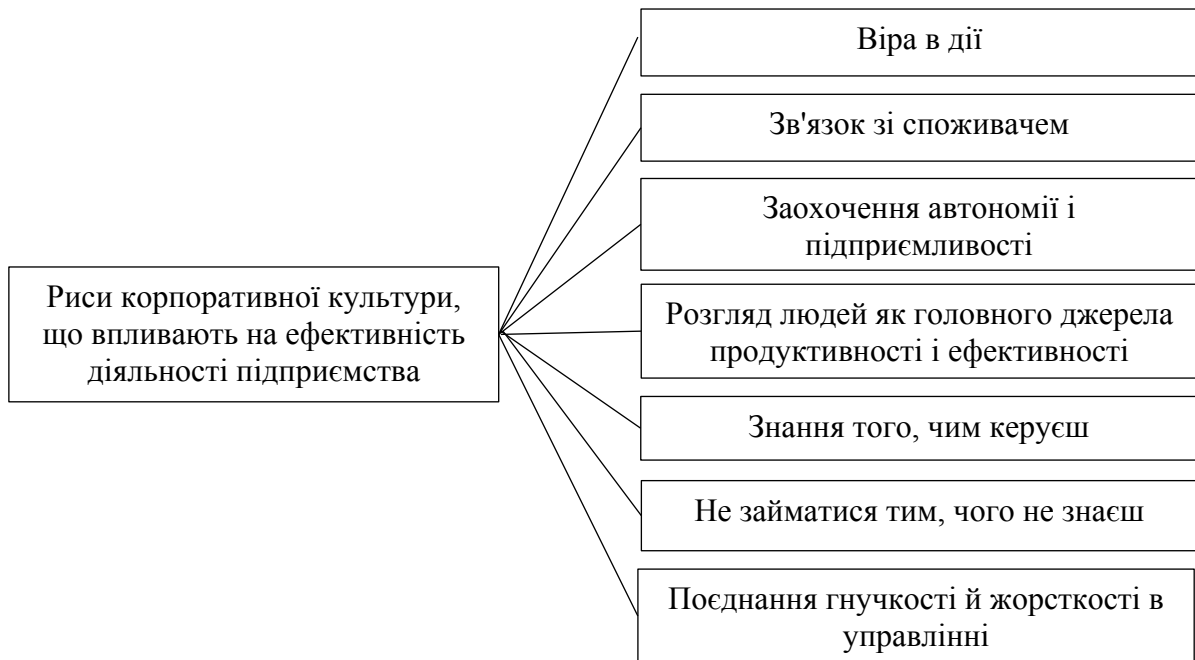 Віра в дії
Зв'язок зі споживачем
Заохочення автономії і
підприємливості
Риси корпоративної культури,
що впливають на ефективність
діяльності підприємства
Розгляд людей як головного джерела
продуктивності і ефективності
Знання того, чим керуєш
Не займатися тим, чого не знаєш
Поєднання гнучкості й жорсткості в
управлінні